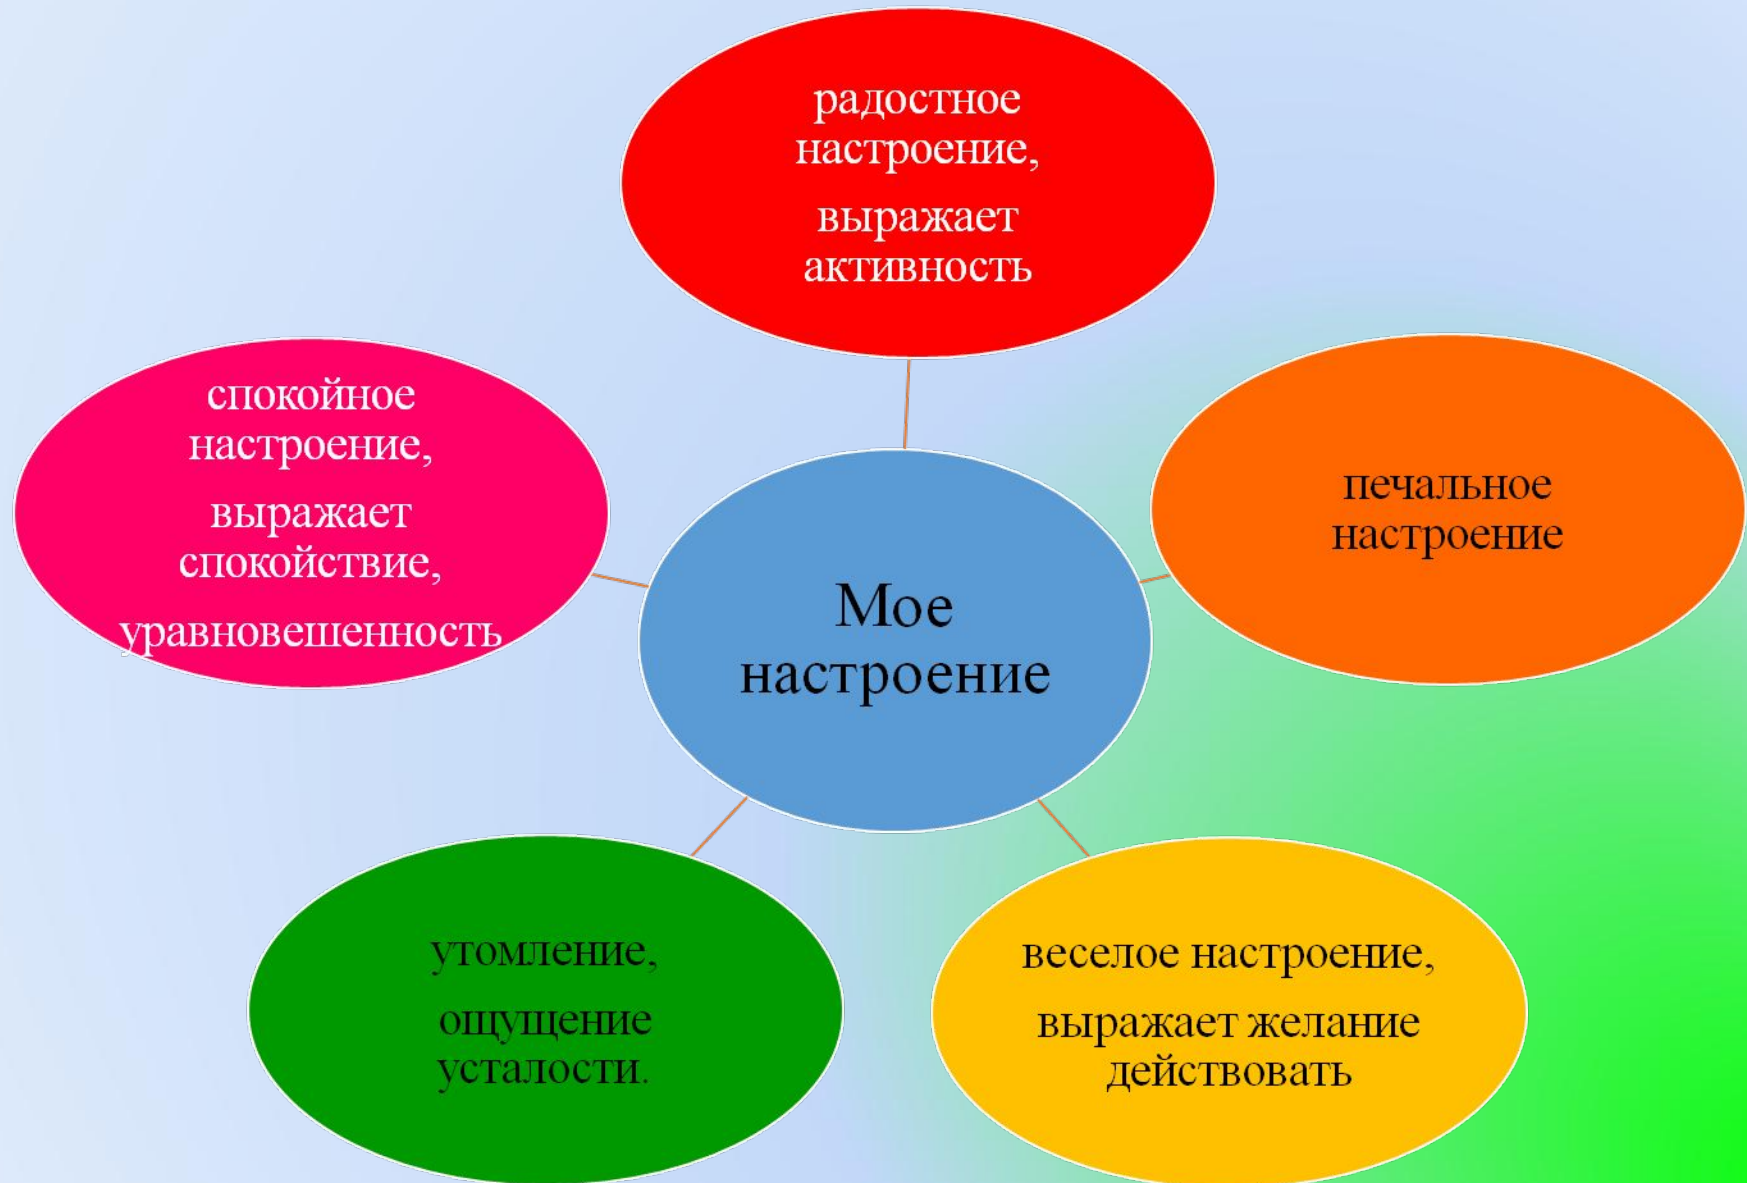 радостное
настроение,
выражает
активность
спокойное
настроение,
выражает
спокойствие,
уравновешенность
печальное
настроение
Мое
настроение
утомление,
ощущение
усталости.
веселое настроение,
выражает желание
действовать